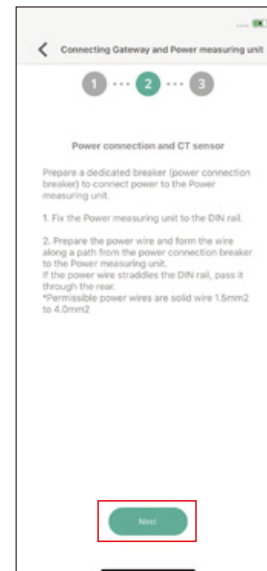 Connecting Gateway and Power measuring unit
1 ... 2 ... 3
Power connection and CT sensor
Prepare a dedicated breaker (power connection
breaker) to connect power to the Power
measuring unit.
1. Fix the Power measuring unit to the DIN rail.
2. Prepare the power wire and form the wire
along a path from the power connection breaker
to the Power measuring unit.
If the power wire straddles the DIN rail, pass it
through the rear.
*Permissible power wires are solid wire 1.5mm2
to 4.0mm2
Next